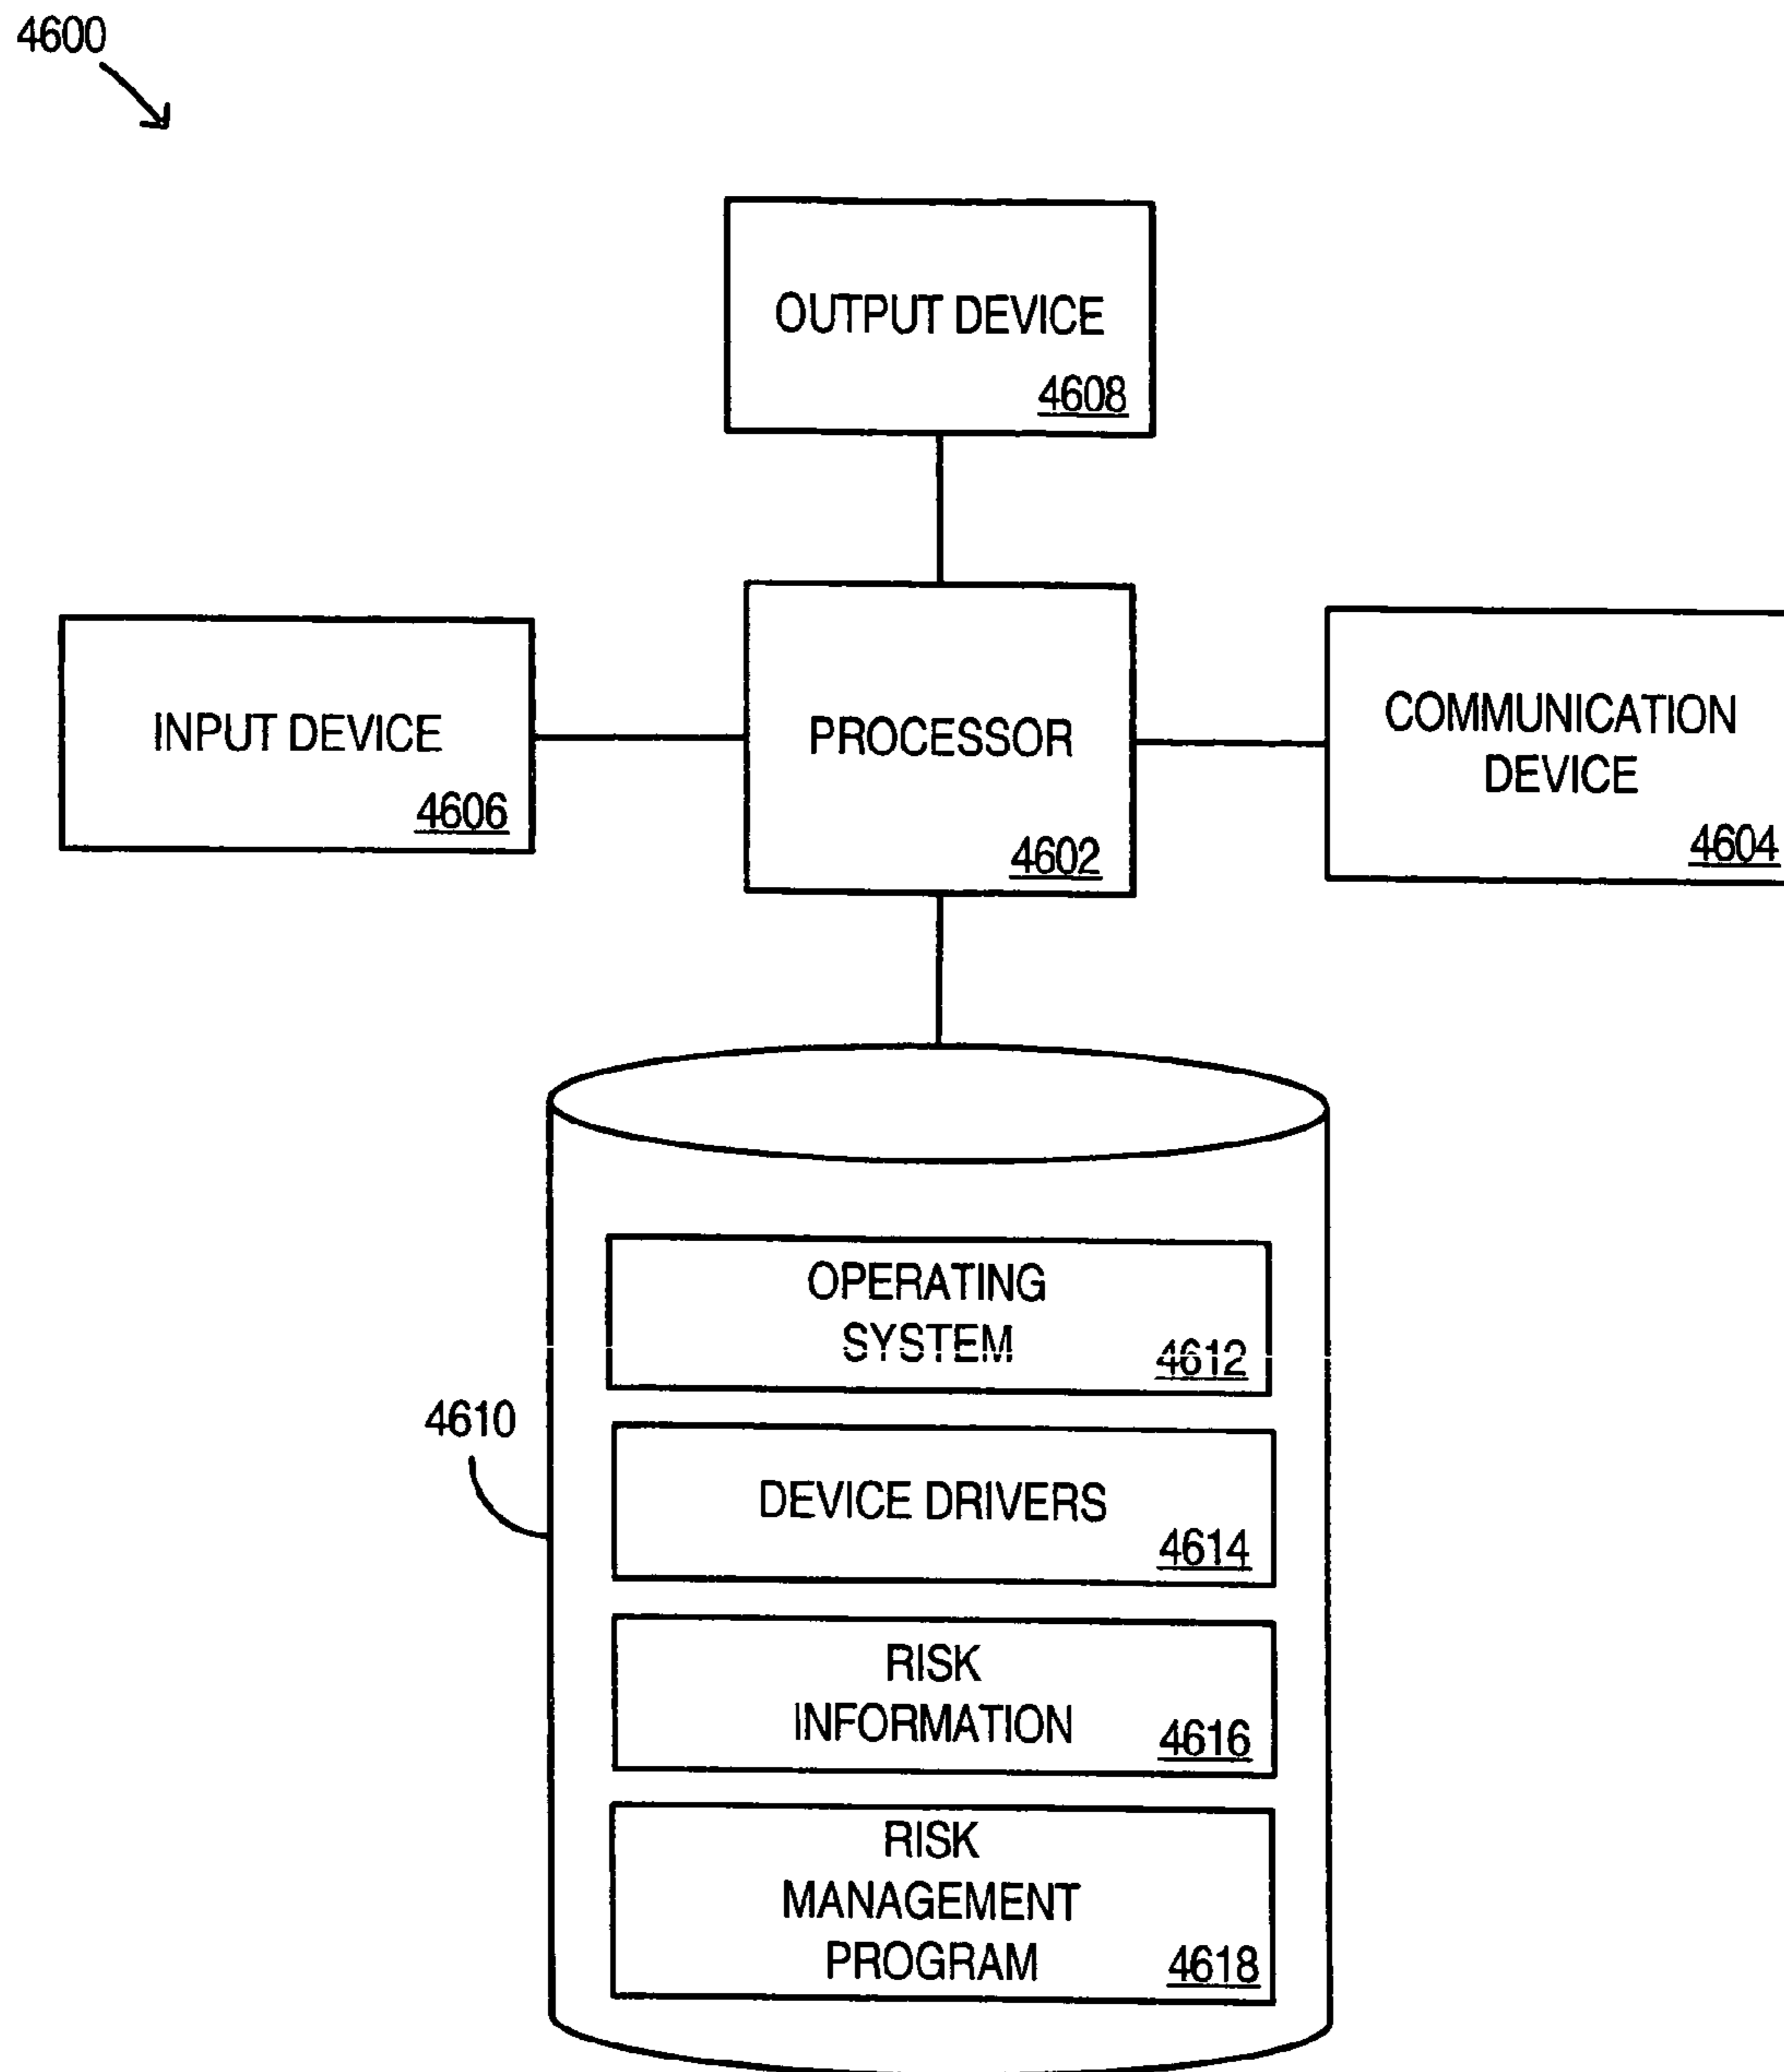 4600
OUTPUT DEVICE
4608
INPUT DEVICE
4606
PROCESSOR
4602
COMMUNICATION
DEVICE
4604
4610
OPERATING
SYSTEM
4612
DEVICE DRIVERS
4614
RISK
INFORMATION
4616
RISK
MANAGEMENT
PROGRAM
4618